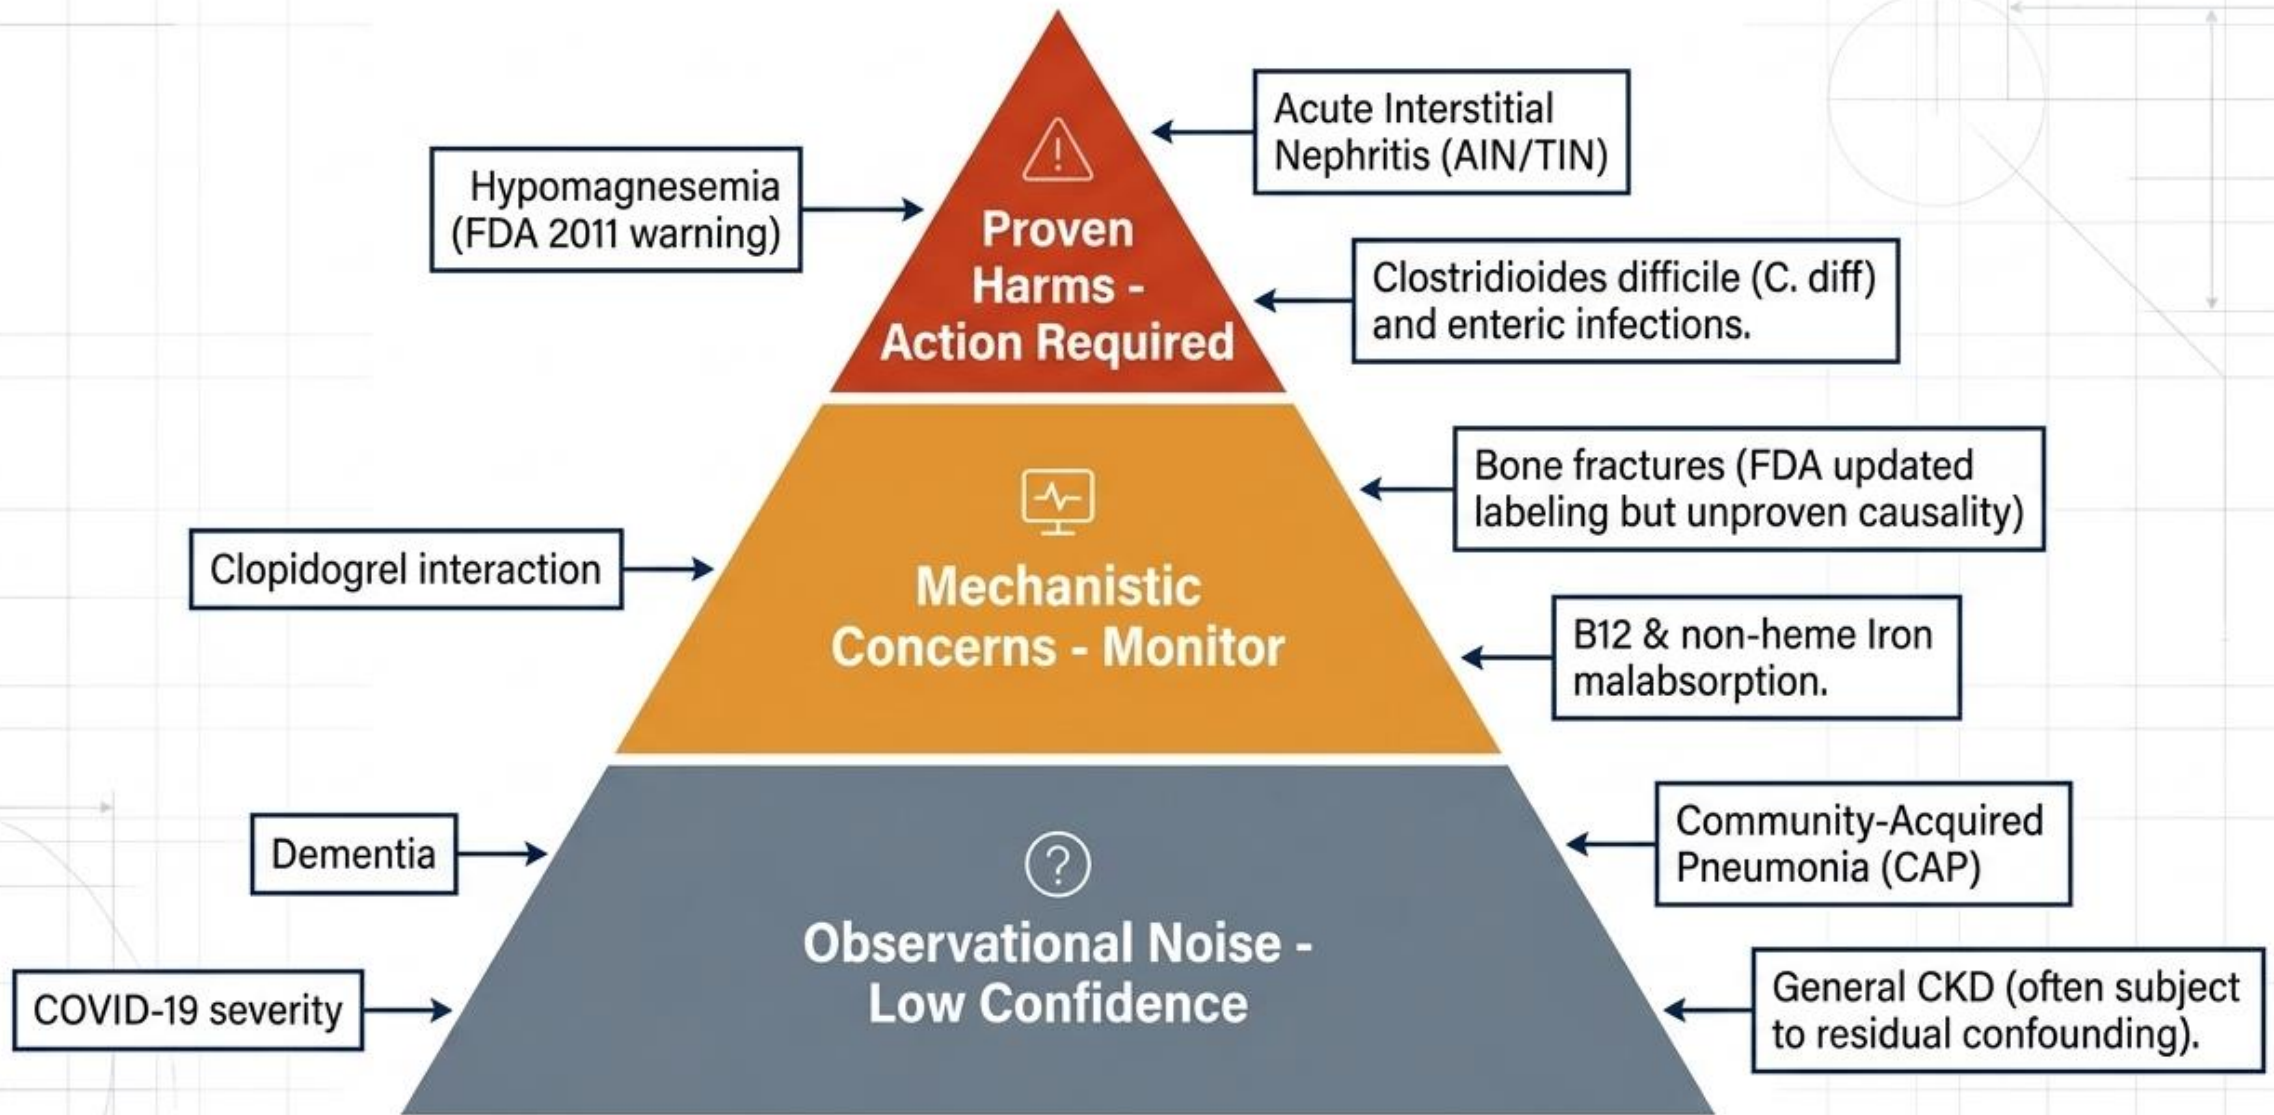 Acute Interstitial
Nephritis (AIN/TIN)
Hypomagnesemia
(FDA 2011 warning)
Proven
Harms -
Action Required
Clostridioides difficile (C. diff)
and enteric infections.
Bone fractures (FDA updated
labeling but unproven causality)
Clopidogrel interaction
Mechanistic
Concerns - Monitor
B12 & non-heme Iron
malabsorption.
Community-Acquired
Pneumonia (CAP)
Dementia
Observational Noise -
Low Confidence
COVID-19 severity
General CKD (often subject
to residual confounding).